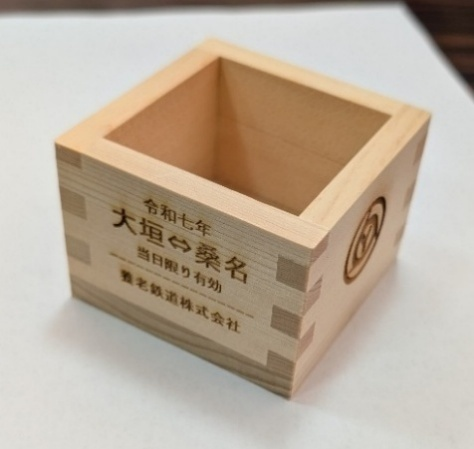 令和七年
大垣⇔桑名
当日限り有効
養老鉄道株式会社